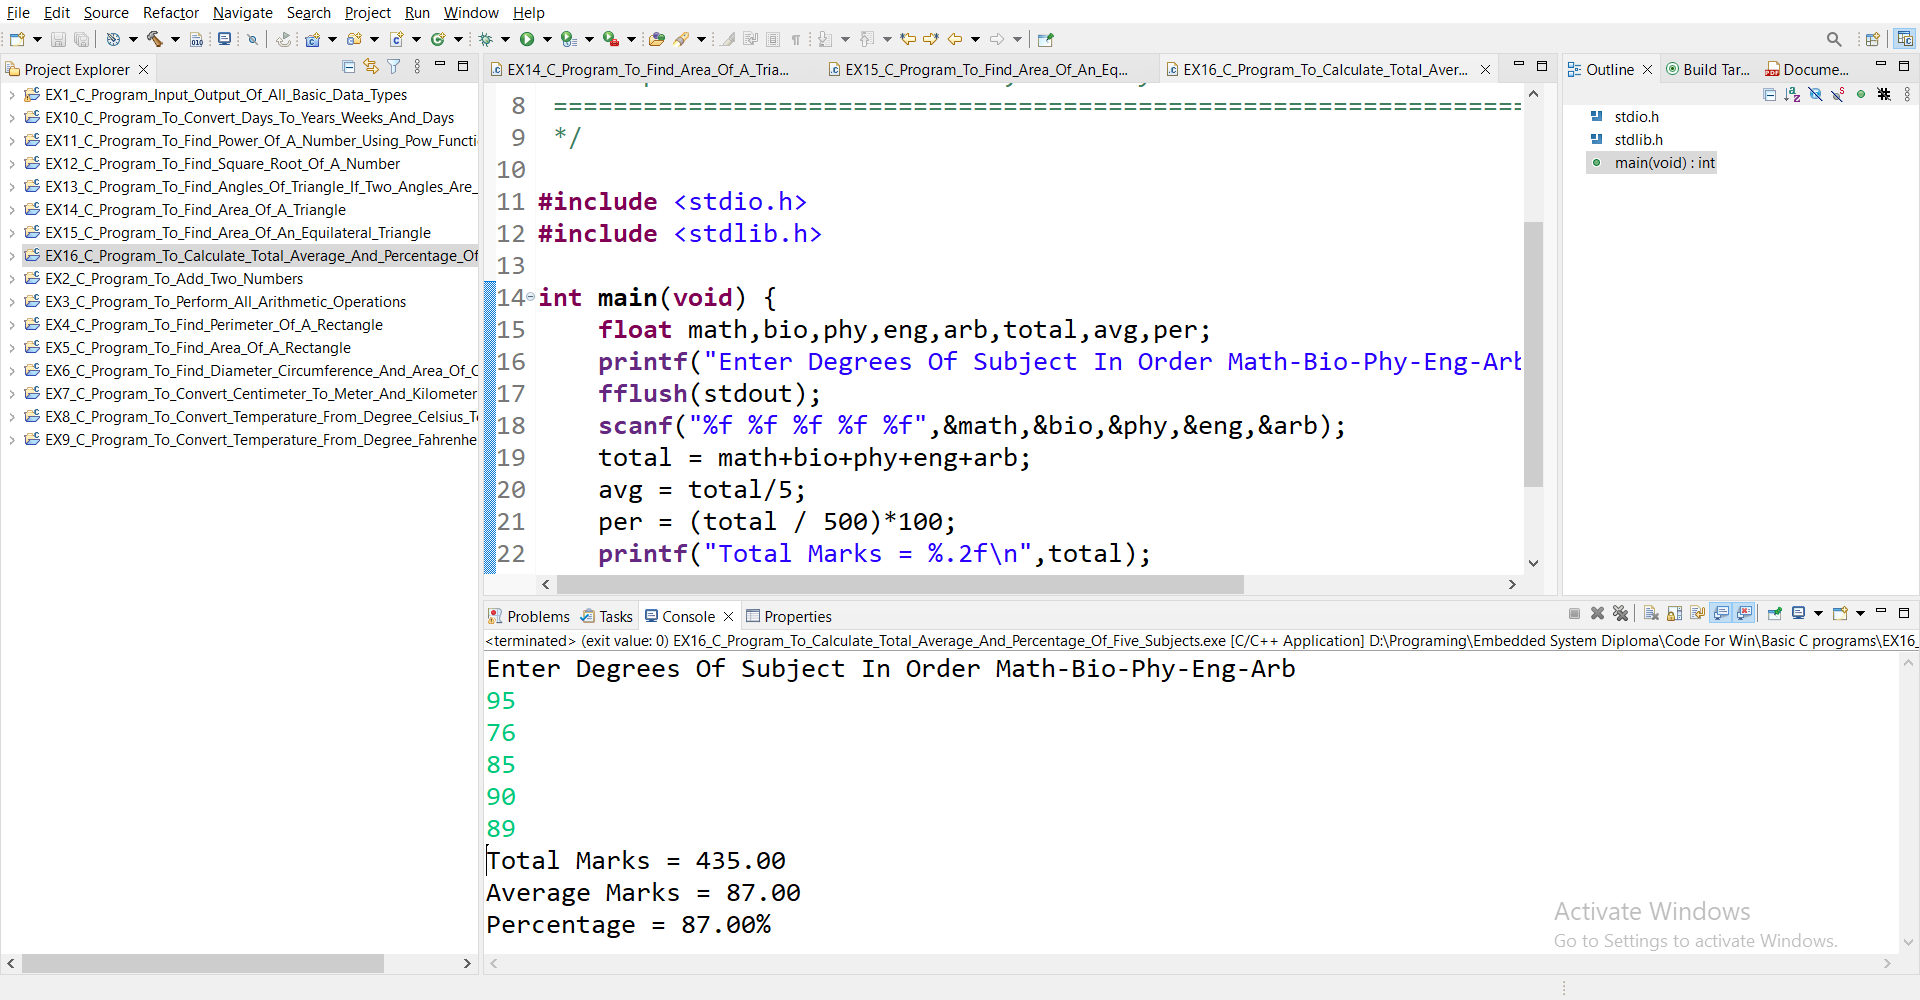 File Edit Source Refactor Navigate Search Project Run Window Help
Project Explorer
EX1_C_Program_Input_Output_Of_All_Basic_Data_Types
EX10_C_Program_To_Convert_Days_To_Years_Weeks_And_Days
EX11_C_Program_To_Find_Power_Of_A_Number_Using_Pow_Functi
EX12_C_Program_To_Find_Square_Root_Of_A_Number
EX13_C_Program_To_Find_Angles_Of_Triangle_If_Two_Angles_Are_
EX14_C_Program_To_Find_Area_Of_A_Triangle
EX15_C_Program_To_Find_Area_Of_An_Equilateral_Triangle
EX16_C_Program_To_Calculate_Total_Average_And_Percentage_Of
EX2_C_Program_To_Add_Two_Numbers
EX3_C_Program_To_Perform_All_Arithmetic_Operations
EX4_C_Program_To_Find_Perimeter_Of_A_Rectangle
EX5_C_Program_To_Find_Area_Of_A_Rectangle
EX6_C_Program_To_Find_Diameter_Circumference_And_Area_Of_C
EX7_C_Program_To_Convert_Centimeter_To_Meter_And_Kilometer
EX8_C_Program_To_Convert_Temperature_From_Degree_Celsius_T
EX9_C_Program_To_Convert_Temperature_From_Degree_Fahrenhe
EX14_C_Program_To_Find_Area_Of_A_Tria... EX15_C_Program_To_Find_Area_Of_An_Eq... EX16_C_Program_To_Calculate_Total_Aver...
8 =================================================================
9 */
10
11 #include <stdio.h>
12 #include <stdlib.h>
13
14 int main(void) {
15 float math,bio,phy,eng,arb,total,avg,per;
16 printf("Enter Degrees Of Subject In Order Math-Bio-Phy-Eng-Arb
17 fflush(stdout);
18 scanf("%f %f %f %f %f",&math,&bio,&phy,&eng,&arb);
19 total = math+bio+phy+eng+arb;
20 avg = total/5;
21 per = (total / 500)*100;
22 printf("Total Marks = %.2f\n",total);
Outline Build Tar... Docume...
stdio.h
stdlib.h
main(void) : int
Problems Tasks Console Properties
<terminated> (exit value: 0) EX16_C_Program_To_Calculate_Total_Average_And_Percentage_Of_Five_Subjects.exe [C/C++ Application] D:\Programing\Embedded System Diploma\Code For Win\Basic C programs\EX16_
Enter Degrees Of Subject In Order Math-Bio-Phy-Eng-Arb
95
76
85
90
89
Total Marks = 435.00
Average Marks = 87.00
Percentage = 87.00%
Activate Windows
Go to Settings to activate Windows.